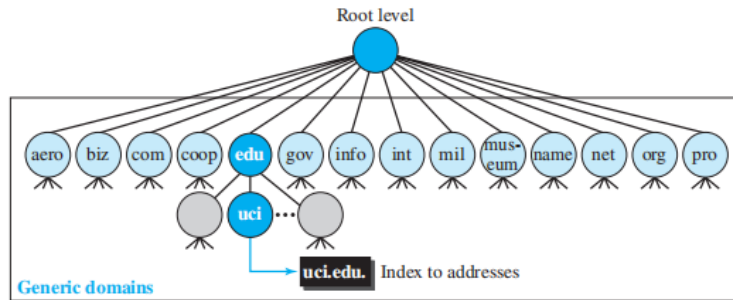 Root level
aero biz com coop edu gov info int mil mus-
eum name net org pro
uci ...
uci.edu. Index to addresses
Generic domains